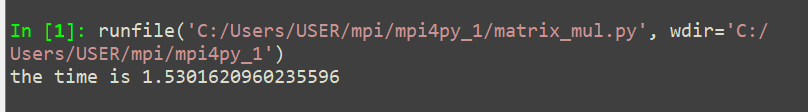 In [1]: runfile('C:/Users/USER/mpi/mpi4py_1/matrix_mul.py', wdir='C:/
Users/USER/mpi/mpi4py_1')
the time is 1.5301620960235596